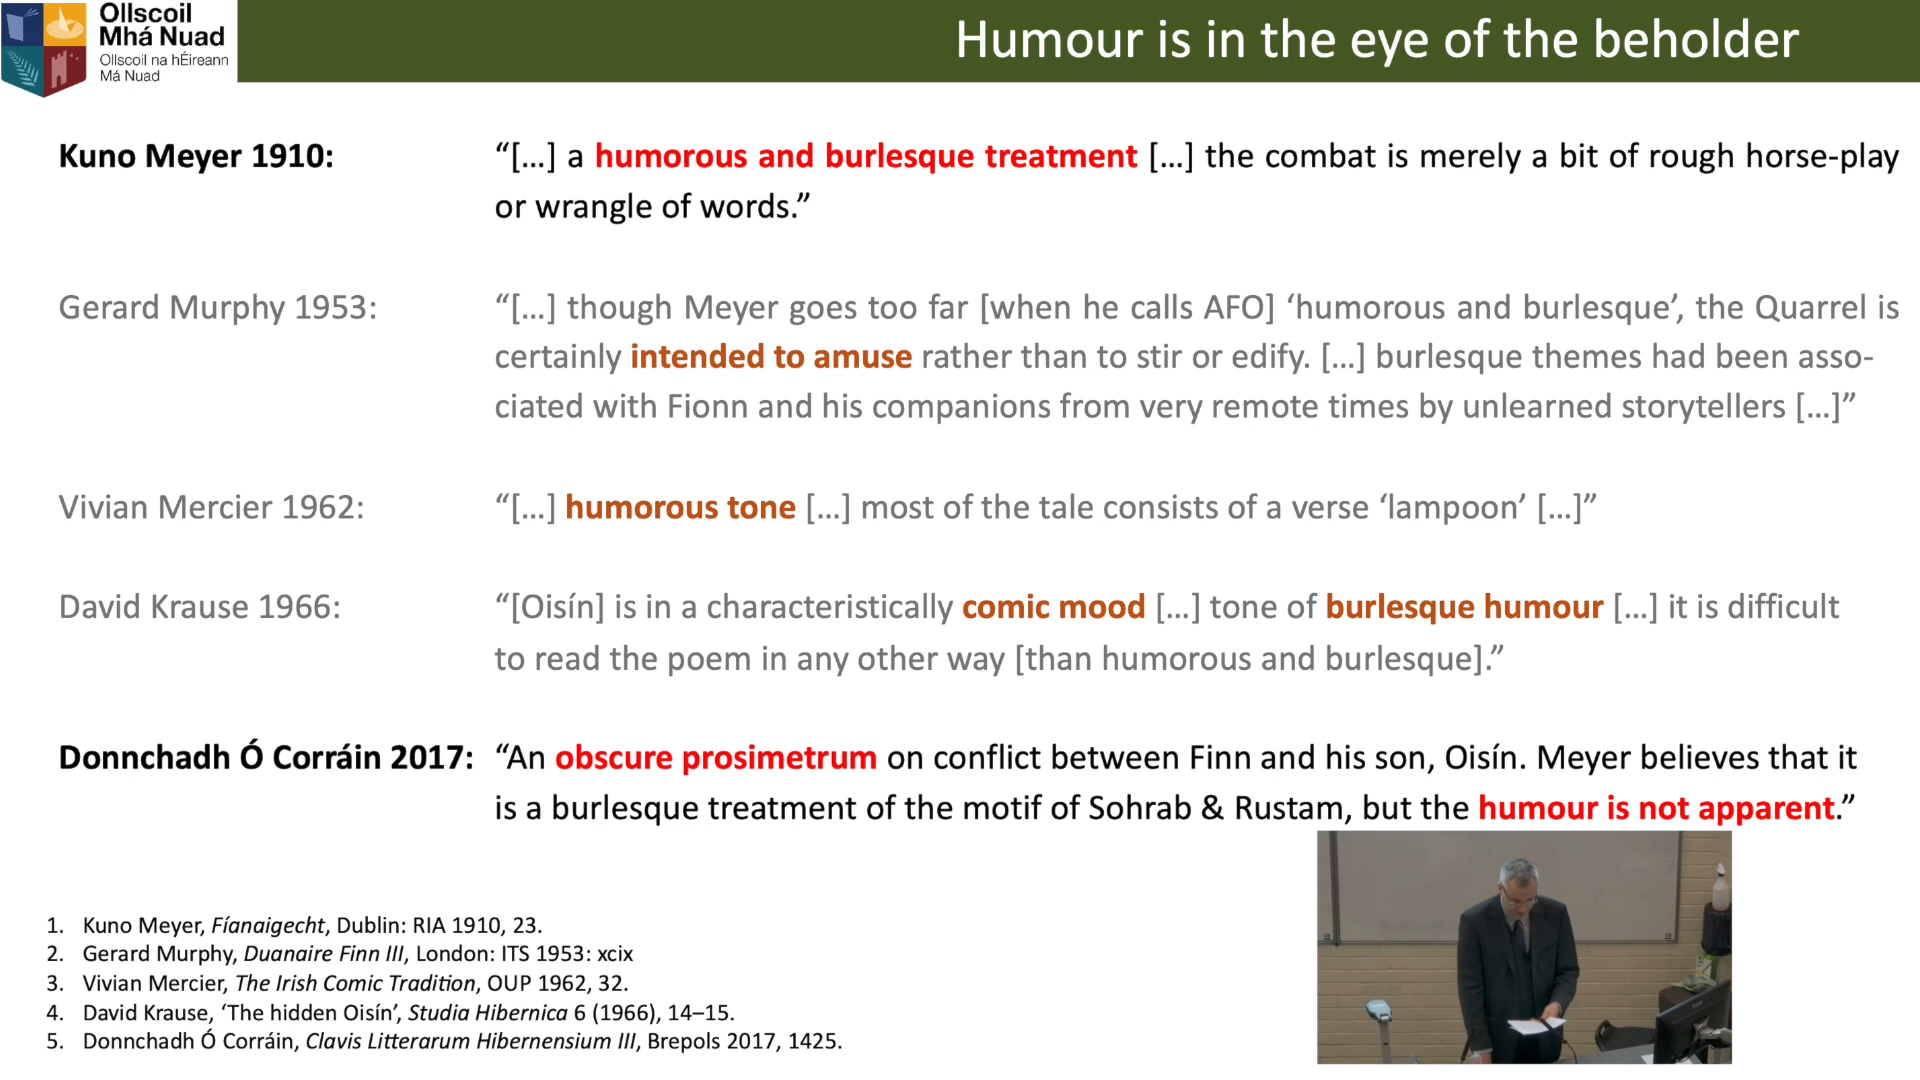 Ollscoil
Mhá Nuad
Ollscoil na hÉireann
Má Nuad
Humour is in the eye of the beholder
Kuno Meyer 1910:
“[…] a humorous and burlesque treatment […] the combat is merely a bit of rough horse-play
or wrangle of words.”
Gerard Murphy 1953:
“[…] though Meyer goes too far [when he calls AFO] ‘humorous and burlesque’, the Quarrel is
certainly intended to amuse rather than to stir or edify. […] burlesque themes had been asso-
ciated with Fionn and his companions from very remote times by unlearned storytellers […]”
Vivian Mercier 1962:
“[…] humorous tone […] most of the tale consists of a verse ‘lampoon’ […]”
David Krause 1966:
“[Oisín] is in a characteristically comic mood […] tone of burlesque humour […] it is difficult
to read the poem in any other way [than humorous and burlesque].”
Donnchadh Ó Corráin 2017:
“An obscure prosimetrum on conflict between Finn and his son, Oisín. Meyer believes that it
is a burlesque treatment of the motif of Sohrab & Rustam, but the humour is not apparent.”
1. Kuno Meyer, Fíanaigecht, Dublin: RIA 1910, 23.
2. Gerard Murphy, Duanaire Finn III, London: ITS 1953: xcix
3. Vivian Mercier, The Irish Comic Tradition, OUP 1962, 32.
4. David Krause, ‘The hidden Oisín’, Studia Hibernica 6 (1966), 14–15.
5. Donnchadh Ó Corráin, Clavis Litterarum Hibernensium III, Brepols 2017, 1425.